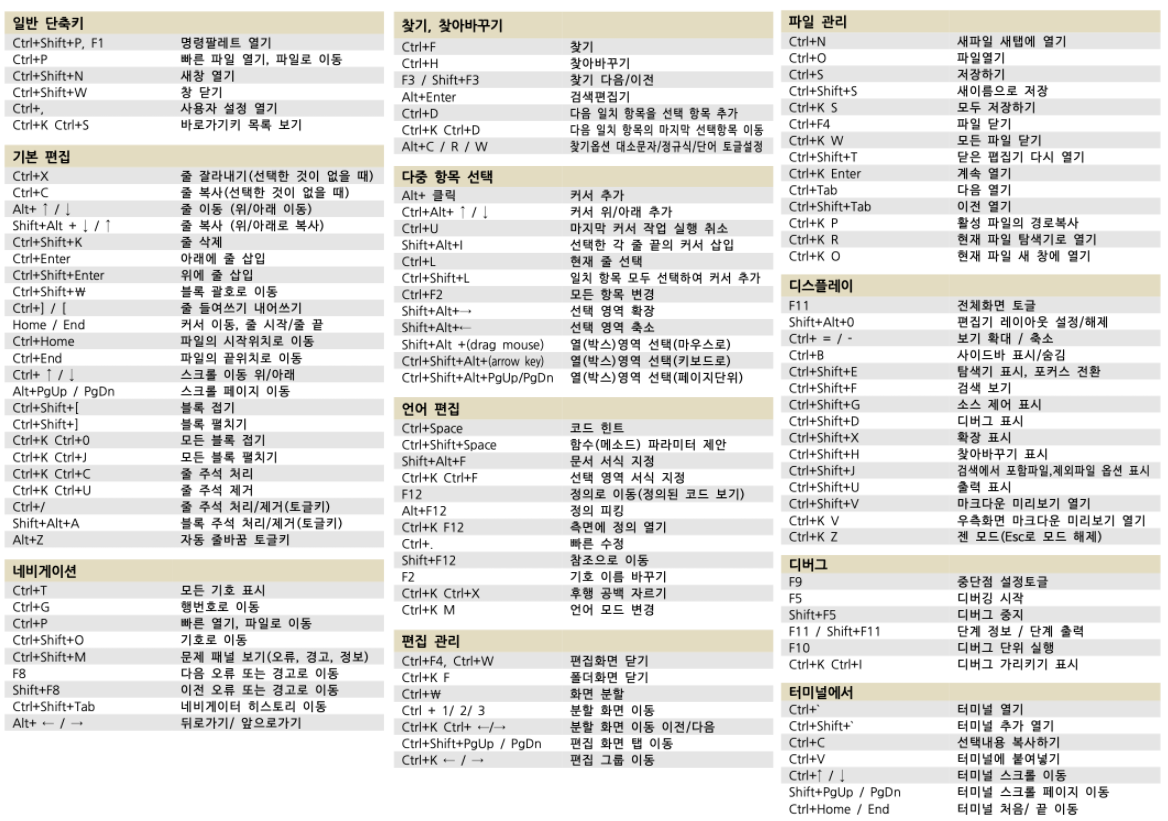 일반 단축키
Ctrl+Shift+P, F1 명령팔레트 열기
Ctrl+P 빠른 파일 열기, 파일로 이동
Ctrl+Shift+N 새창 열기
Ctrl+Shift+W 창 닫기
Ctrl+, 사용자 설정 열기
Ctrl+K Ctrl+S 바로가기키 목록 보기
기본 편집
Ctrl+X 줄 잘라내기(선택한 것이 없을 때)
Ctrl+C 줄 복사(선택한 것이 없을 때)
Alt+ ↑ / ↓ 줄 이동 (위/아래 이동)
Shift+Alt + ↓ / ↑ 줄 복사 (위/아래로 복사)
Ctrl+Shift+K 줄 삭제
Ctrl+Enter 아래에 줄 삽입
Ctrl+Shift+Enter 위에 줄 삽입
Ctrl+Shift+₩ 블록 괄호로 이동
Ctrl+] / [ 줄 들여쓰기 내어쓰기
Home / End 커서 이동, 줄 시작/줄 끝
Ctrl+Home 파일의 시작위치로 이동
Ctrl+End 파일의 끝위치로 이동
Ctrl+ ↑ / ↓ 스크롤 이동 위/아래
Alt+PgUp / PgDn 스크롤 페이지 이동
Ctrl+Shift+[ 블록 접기
Ctrl+Shift+] 블록 펼치기
Ctrl+K Ctrl+0 모든 블록 접기
Ctrl+K Ctrl+J 모든 블록 펼치기
Ctrl+K Ctrl+C 줄 주석 처리
Ctrl+K Ctrl+U 줄 주석 제거
Ctrl+/ 줄 주석 처리/제거(토글키)
Shift+Alt+A 블록 주석 처리/제거(토글키)
Alt+Z 자동 줄바꿈 토글키
네비게이션
Ctrl+T 모든 기호 표시
Ctrl+G 행번호로 이동
Ctrl+P 빠른 열기, 파일로 이동
Ctrl+Shift+O 기호로 이동
Ctrl+Shift+M 문제 패널 보기(오류, 경고, 정보)
F8 다음 오류 또는 경고로 이동
Shift+F8 이전 오류 또는 경고로 이동
Ctrl+Shift+Tab 네비게이터 히스토리 이동
Alt+ ← / → 뒤로가기/ 앞으로가기
찾기, 찾아바꾸기
Ctrl+F 찾기
Ctrl+H 찾아바꾸기
F3 / Shift+F3 찾기 다음/이전
Alt+Enter 검색편집기
Ctrl+D 다음 일치 항목을 선택 항목 추가
Ctrl+K Ctrl+D 다음 일치 항목의 마지막 선택항목 이동
Alt+C / R / W 찾기옵션 대소문자/정규식/단어 토글설정
다중 항목 선택
Alt+ 클릭 커서 추가
Ctrl+Alt+ ↑ / ↓ 커서 위/아래 추가
Ctrl+U 마지막 커서 작업 실행 취소
Shift+Alt+I 선택한 각 줄 끝의 커서 삽입
Ctrl+L 현재 줄 선택
Ctrl+Shift+L 일치 항목 모두 선택하여 커서 추가
Ctrl+F2 모든 항목 변경
Shift+Alt+→ 선택 영역 확장
Shift+Alt+← 선택 영역 축소
Shift+Alt +(drag mouse) 열(박스)영역 선택(마우스로)
Ctrl+Shift+Alt+(arrow key) 열(박스)영역 선택(키보드로)
Ctrl+Shift+Alt+PgUp/PgDn 열(박스)영역 선택(페이지단위)
언어 편집
Ctrl+Space 코드 힌트
Ctrl+Shift+Space 함수(메소드) 파라미터 제안
Shift+Alt+F 문서 서식 지정
Ctrl+K Ctrl+F 선택 영역 서식 지정
F12 정의로 이동(정의된 코드 보기)
Alt+F12 정의 피킹
Ctrl+K F12 측면에 정의 열기
Ctrl+. 빠른 수정
Shift+F12 참조으로 이동
F2 기호 이름 바꾸기
Ctrl+K Ctrl+X 후행 공백 자르기
Ctrl+K M 언어 모드 변경
편집 관리
Ctrl+F4, Ctrl+W 편집화면 닫기
Ctrl+K F 폴더화면 닫기
Ctrl+₩ 화면 분할
Ctrl + 1/ 2/ 3 분할 화면 이동
Ctrl+K Ctrl+ ←/→ 분할 화면 이동 이전/다음
Ctrl+Shift+PgUp / PgDn 편집 화면 탭 이동
Ctrl+K ← / → 편집 그룹 이동
파일 관리
Ctrl+N 새파일 새탭에 열기
Ctrl+O 파일열기
Ctrl+S 저장하기
Ctrl+Shift+S 새이름으로 저장
Ctrl+K S 모두 저장하기
Ctrl+F4 파일 닫기
Ctrl+K W 모든 파일 닫기
Ctrl+Shift+T 닫은 폅집기 다시 열기
Ctrl+K Enter 계속 열기
Ctrl+Tab 다음 열기
Ctrl+Shift+Tab 이전 열기
Ctrl+K P 활성 파일의 경로복사
Ctrl+K R 현재 파일 탐색기로 열기
Ctrl+K O 현재 파일 새 창에 열기
디스플레이
F11 전체화면 토글
Shift+Alt+0 편집기 레이아웃 설정/해제
Ctrl+ = / - 보기 확대 / 축소
Ctrl+B 사이드바 표시/숨김
Ctrl+Shift+E 탐색기 표시, 포커스 전환
Ctrl+Shift+F 검색 보기
Ctrl+Shift+G 소스 제어 표시
Ctrl+Shift+D 디버그 표시
Ctrl+Shift+X 확장 표시
Ctrl+Shift+H 찾아바꾸기 표시
Ctrl+Shift+J 검색에서 포함파일,제외파일 옵션 표시
Ctrl+Shift+U 출력 표시
Ctrl+Shift+V 마크다운 미리보기 열기
Ctrl+K V 우측화면 마크다운 미리보기 열기
Ctrl+K Z 젠 모드(Esc로 모드 해제)
디버그
F9 중단점 설정토글
F5 디버깅 시작
Shift+F5 디버그 중지
F11 / Shift+F11 단계 정보 / 단계 출력
F10 디버그 단위 실행
Ctrl+K Ctrl+I 디버그 가리키기 표시
터미널에서
Ctrl+` 터미널 열기
Ctrl+Shift+` 터미널 추가 열기
Ctrl+C 선택내용 복사하기
Ctrl+V 터미널에 붙여넣기
Ctrl+↑ / ↓ 터미널 스크롤 이동
Shift+PgUp / PgDn 터미널 스크롤 페이지 이동
Ctrl+Home / End 터미널 처음/ 끝 이동